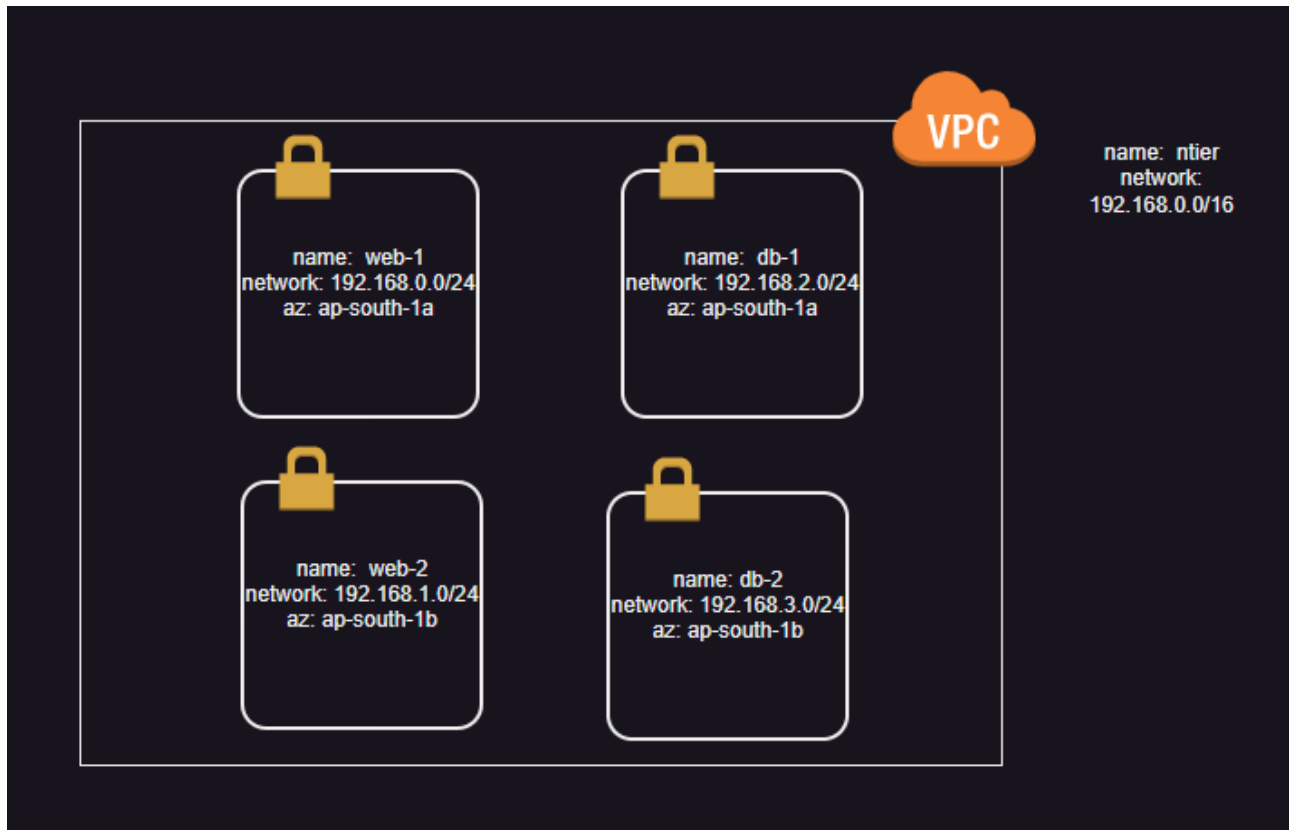 VPC
name: ntier
network:
192.168.0.0/16
name: web-1
network: 192.168.0.0/24
az: ap-south-1a
name: db-1
network: 192.168.2.0/24
az: ap-south-1a
name: web-2
network: 192.168.1.0/24
az: ap-south-1b
name: db-2
network: 192.168.3.0/24
az: ap-south-1b